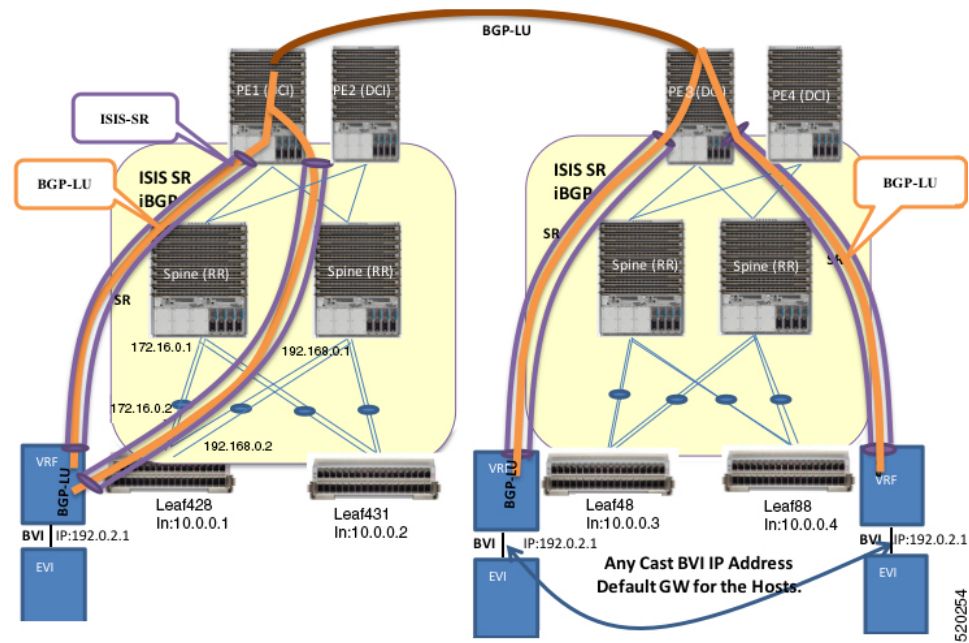 BGP-LU
PE1 (DCI)
PE2 (DCI)
PE3 (DCI)
PE4 (DCI)
ISIS-SR
BGP-LU
ISIS SR
iBGP
ISIS SR
iBGP
BGP-LU
SR
SR
SR
Spine (RR)
Spine (RR)
Spine (RR)
Spine (RR)
172.16.0.1
192.168.0.1
172.16.0.2
192.168.0.2
VRF
BGP-LU
Leaf428
In:10.0.0.1
Leaf431
In:10.0.0.2
BGP-LU
Leaf48
In:10.0.0.3
Leaf88
In:10.0.0.4
VRF
BVI
IP:192.0.2.1
BVI
IP:192.0.2.1
BVI
IP:192.0.2.1
EVI
EVI
EVI
Any Cast BVI IP Address
Default GW for the Hosts.
520254